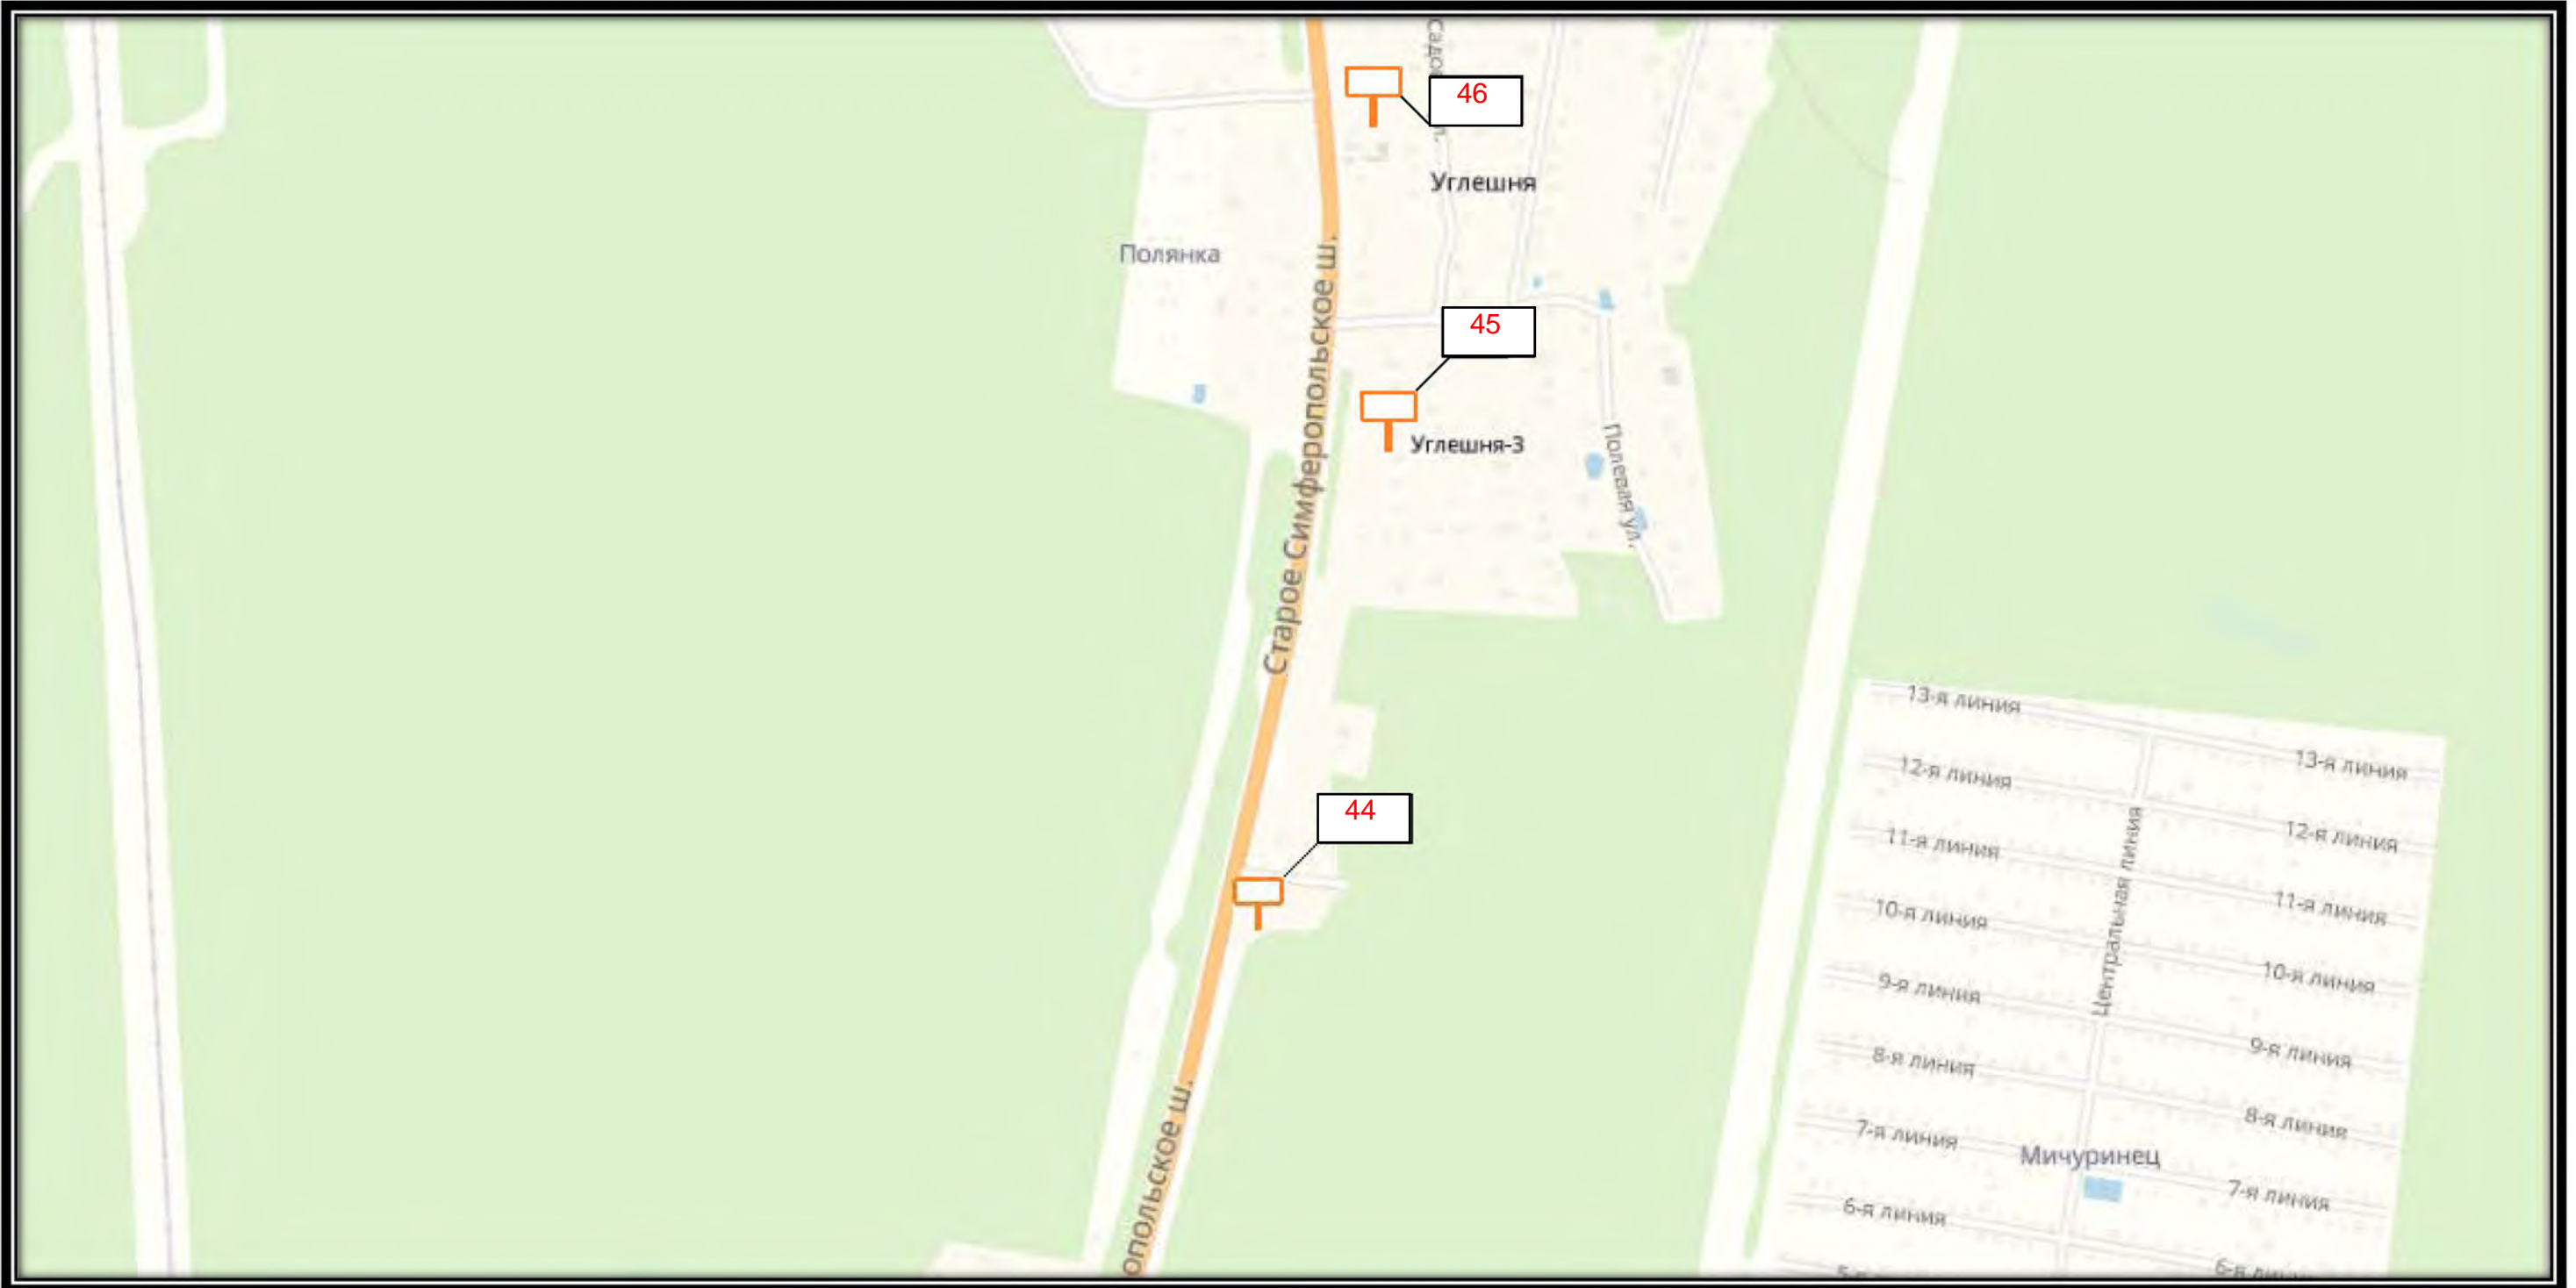 46
Углешня
Полянка
Старое Симферопольское ш.
45
Углешня-3
Полевая ул.
44
13-я линия
13-я линия
12-я линия
12-я линия
11-я линия
11-я линия
Центральная линия
10-я линия
10-я линия
9-я линия
9-я линия
8-я линия
8-я линия
7-я линия
Мичуринец
7-я линия
6-я линия
опольское ш.